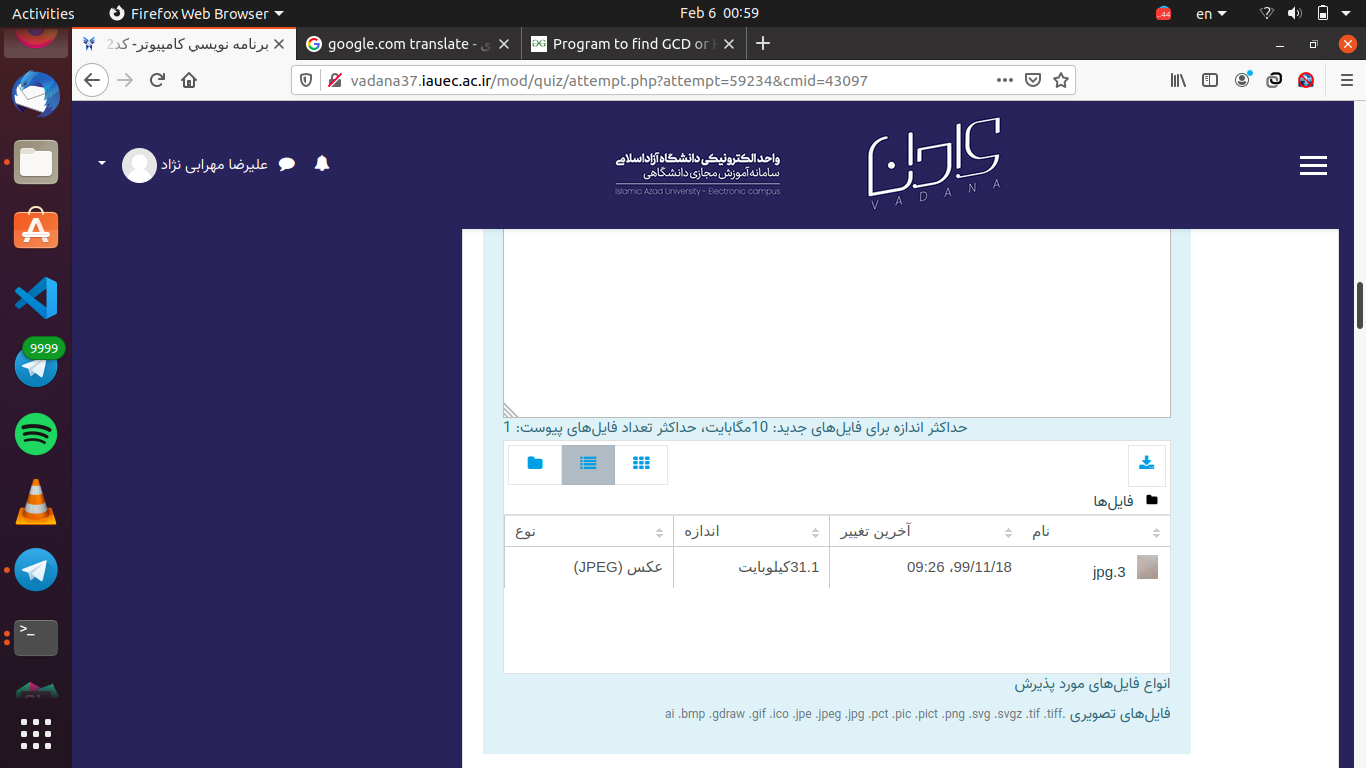 Activities
Firefox Web Browser
Feb 6 00:59
en
برنامه نويسي كامپيوتر- كد2
google.com translate -
Program to find GCD or
vadana37.iauec.ac.ir/mod/quiz/attempt.php?attempt=59234&cmid=43097
علیرضا مهرابی نژاد
واحد الکترونیکی دانشگاه آزاد اسلامی
سامانه آموزش مجازی دانشگاهی
Islamic Azad University - Electronic campus
وادانا
VADANA
9999
حداکثر اندازه برای فایل‌های جدید: 10مگابایت، حداکثر تعداد فایل‌های پیوست: 1
فایل‌ها
نام آخرین تغییر اندازه نوع
3.jpg 99/11/18، 09:26 31.1کیلوبایت عکس (JPEG)
انواع فایل‌های مورد پذیرش
فایل‌های تصویری .ai .bmp .gdraw .gif .ico .jpe .jpeg .jpg .pct .pic .pict .png .svg .svgz .tif .tiff